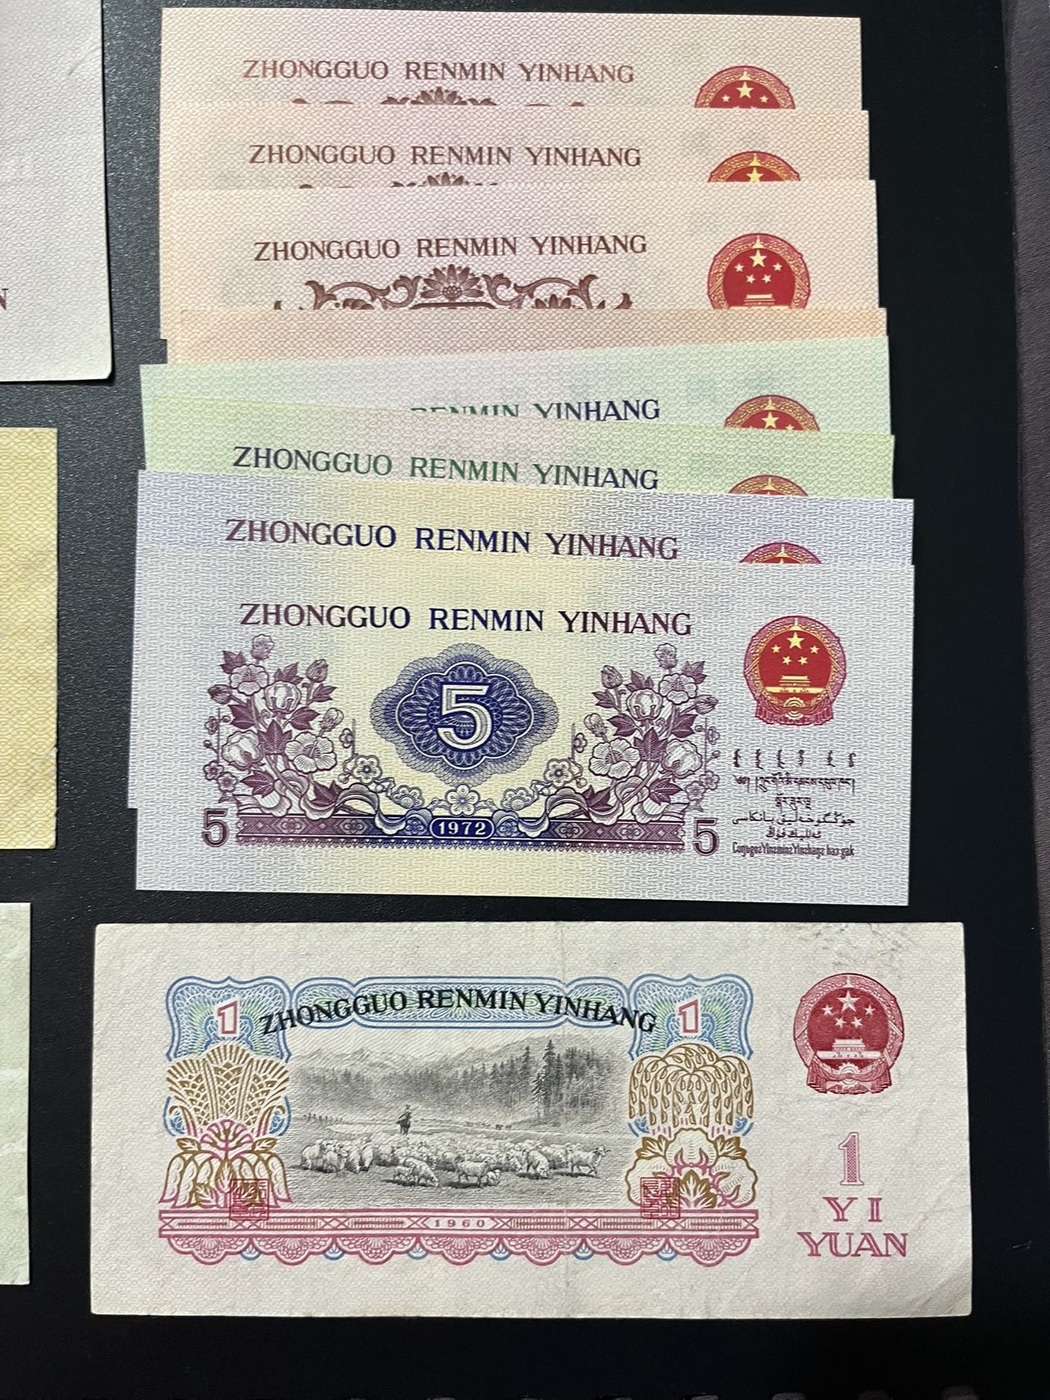 ZHONGGUO RENMIN YINHANG
ZHONGGUO RENMIN YINHANG
ZHONGGUO RENMIN YINHANG
N
YINHANG
ZHONGGUO RENMIN YINHANG
ZHONGGUO RENMIN YINHANG
ZHONGGUO RENMIN YINHANG
5
1972
5 5
1 ZHONGGUO RENMIN YINHANG 1
1960
1
YI
YUAN